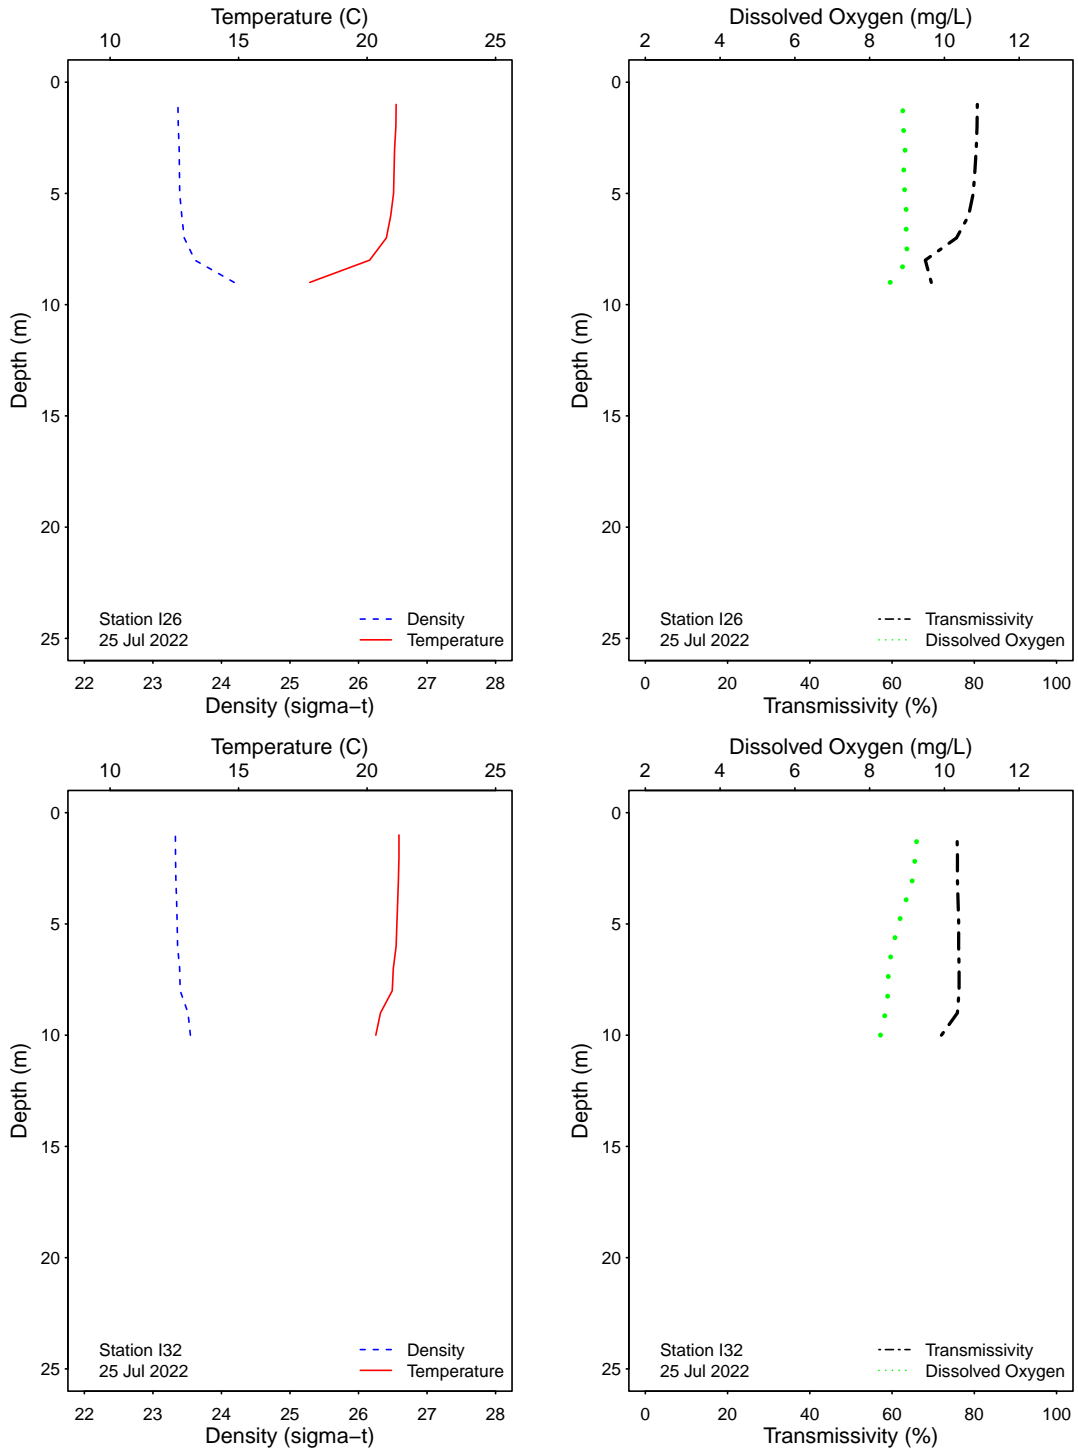 Temperature (C)
10 15 20 25
0
5
10
15
20
25
Depth (m)
Station I26
25 Jul 2022
Density
Temperature
22 23 24 25 26 27 28
Density (sigma−t)
Dissolved Oxygen (mg/L)
2 4 6 8 10 12
0
5
10
15
20
25
Depth (m)
Station I26
25 Jul 2022
Transmissivity
Dissolved Oxygen
0 20 40 60 80 100
Transmissivity (%)
Temperature (C)
10 15 20 25
0
5
10
15
20
25
Depth (m)
Station I32
25 Jul 2022
Density
Temperature
22 23 24 25 26 27 28
Density (sigma−t)
Dissolved Oxygen (mg/L)
2 4 6 8 10 12
0
5
10
15
20
25
Depth (m)
Station I32
25 Jul 2022
Transmissivity
Dissolved Oxygen
0 20 40 60 80 100
Transmissivity (%)